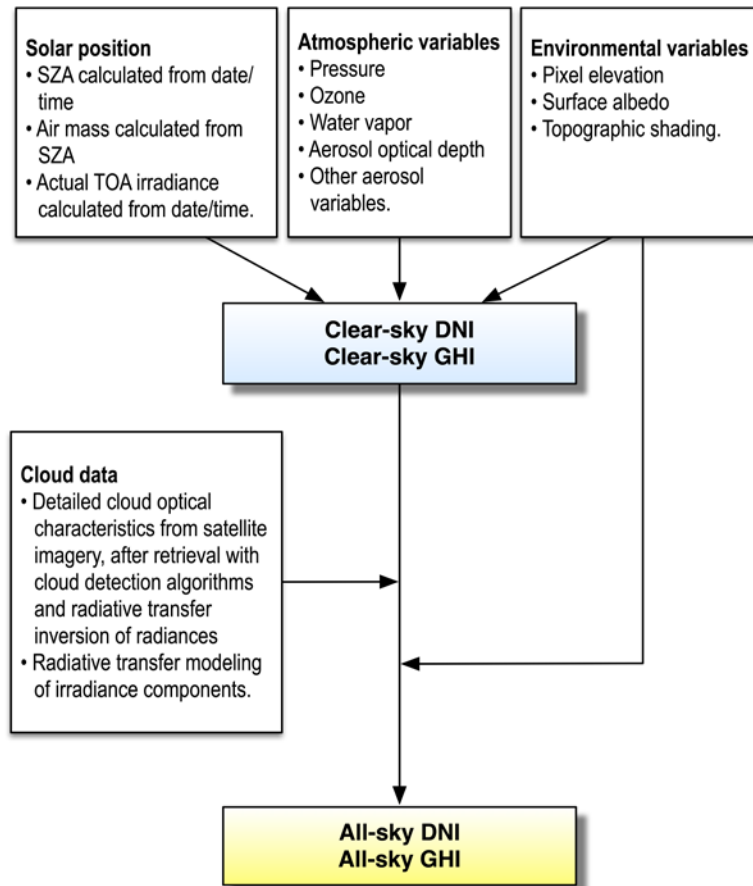 Solar position
• SZA calculated from date/
time
• Air mass calculated from
SZA
• Actual TOA irradiance
calculated from date/time.
Atmospheric variables
• Pressure
• Ozone
• Water vapor
• Aerosol optical depth
• Other aerosol
variables.
Environmental variables
• Pixel elevation
• Surface albedo
• Topographic shading.
Clear-sky DNI
Clear-sky GHI
Cloud data
• Detailed cloud optical
characteristics from satellite
imagery, after retrieval with
cloud detection algorithms
and radiative transfer
inversion of radiances
• Radiative transfer modeling
of irradiance components.
All-sky DNI
All-sky GHI